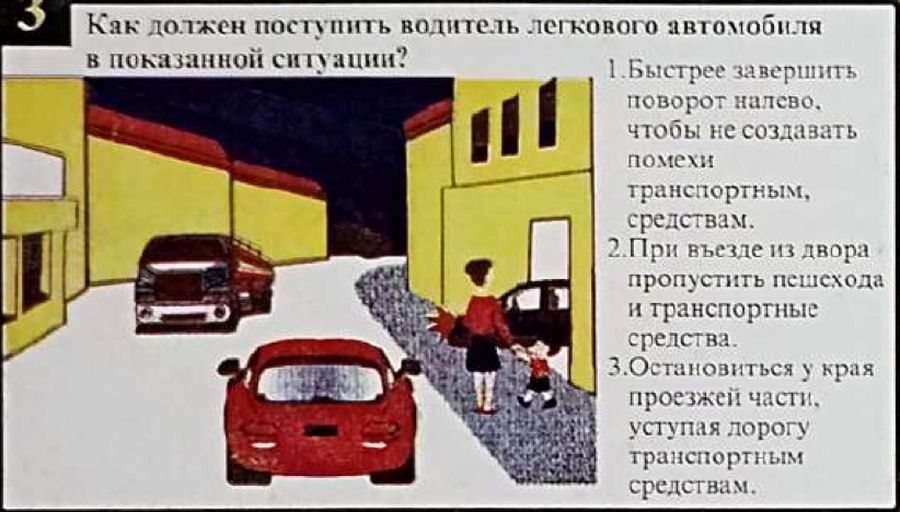 3
Как должен поступить водитель легкового автомобиля
в показанной ситуации?
1.Быстрее завершить
поворот налево,
чтобы не создавать
помехи
транспортным,
средствам.
2.При въезде из двора
пропустить пешехода
и транспортные
средства.
3.Остановиться у края
проезжей части,
уступая дорогу
транспортным
средствам.